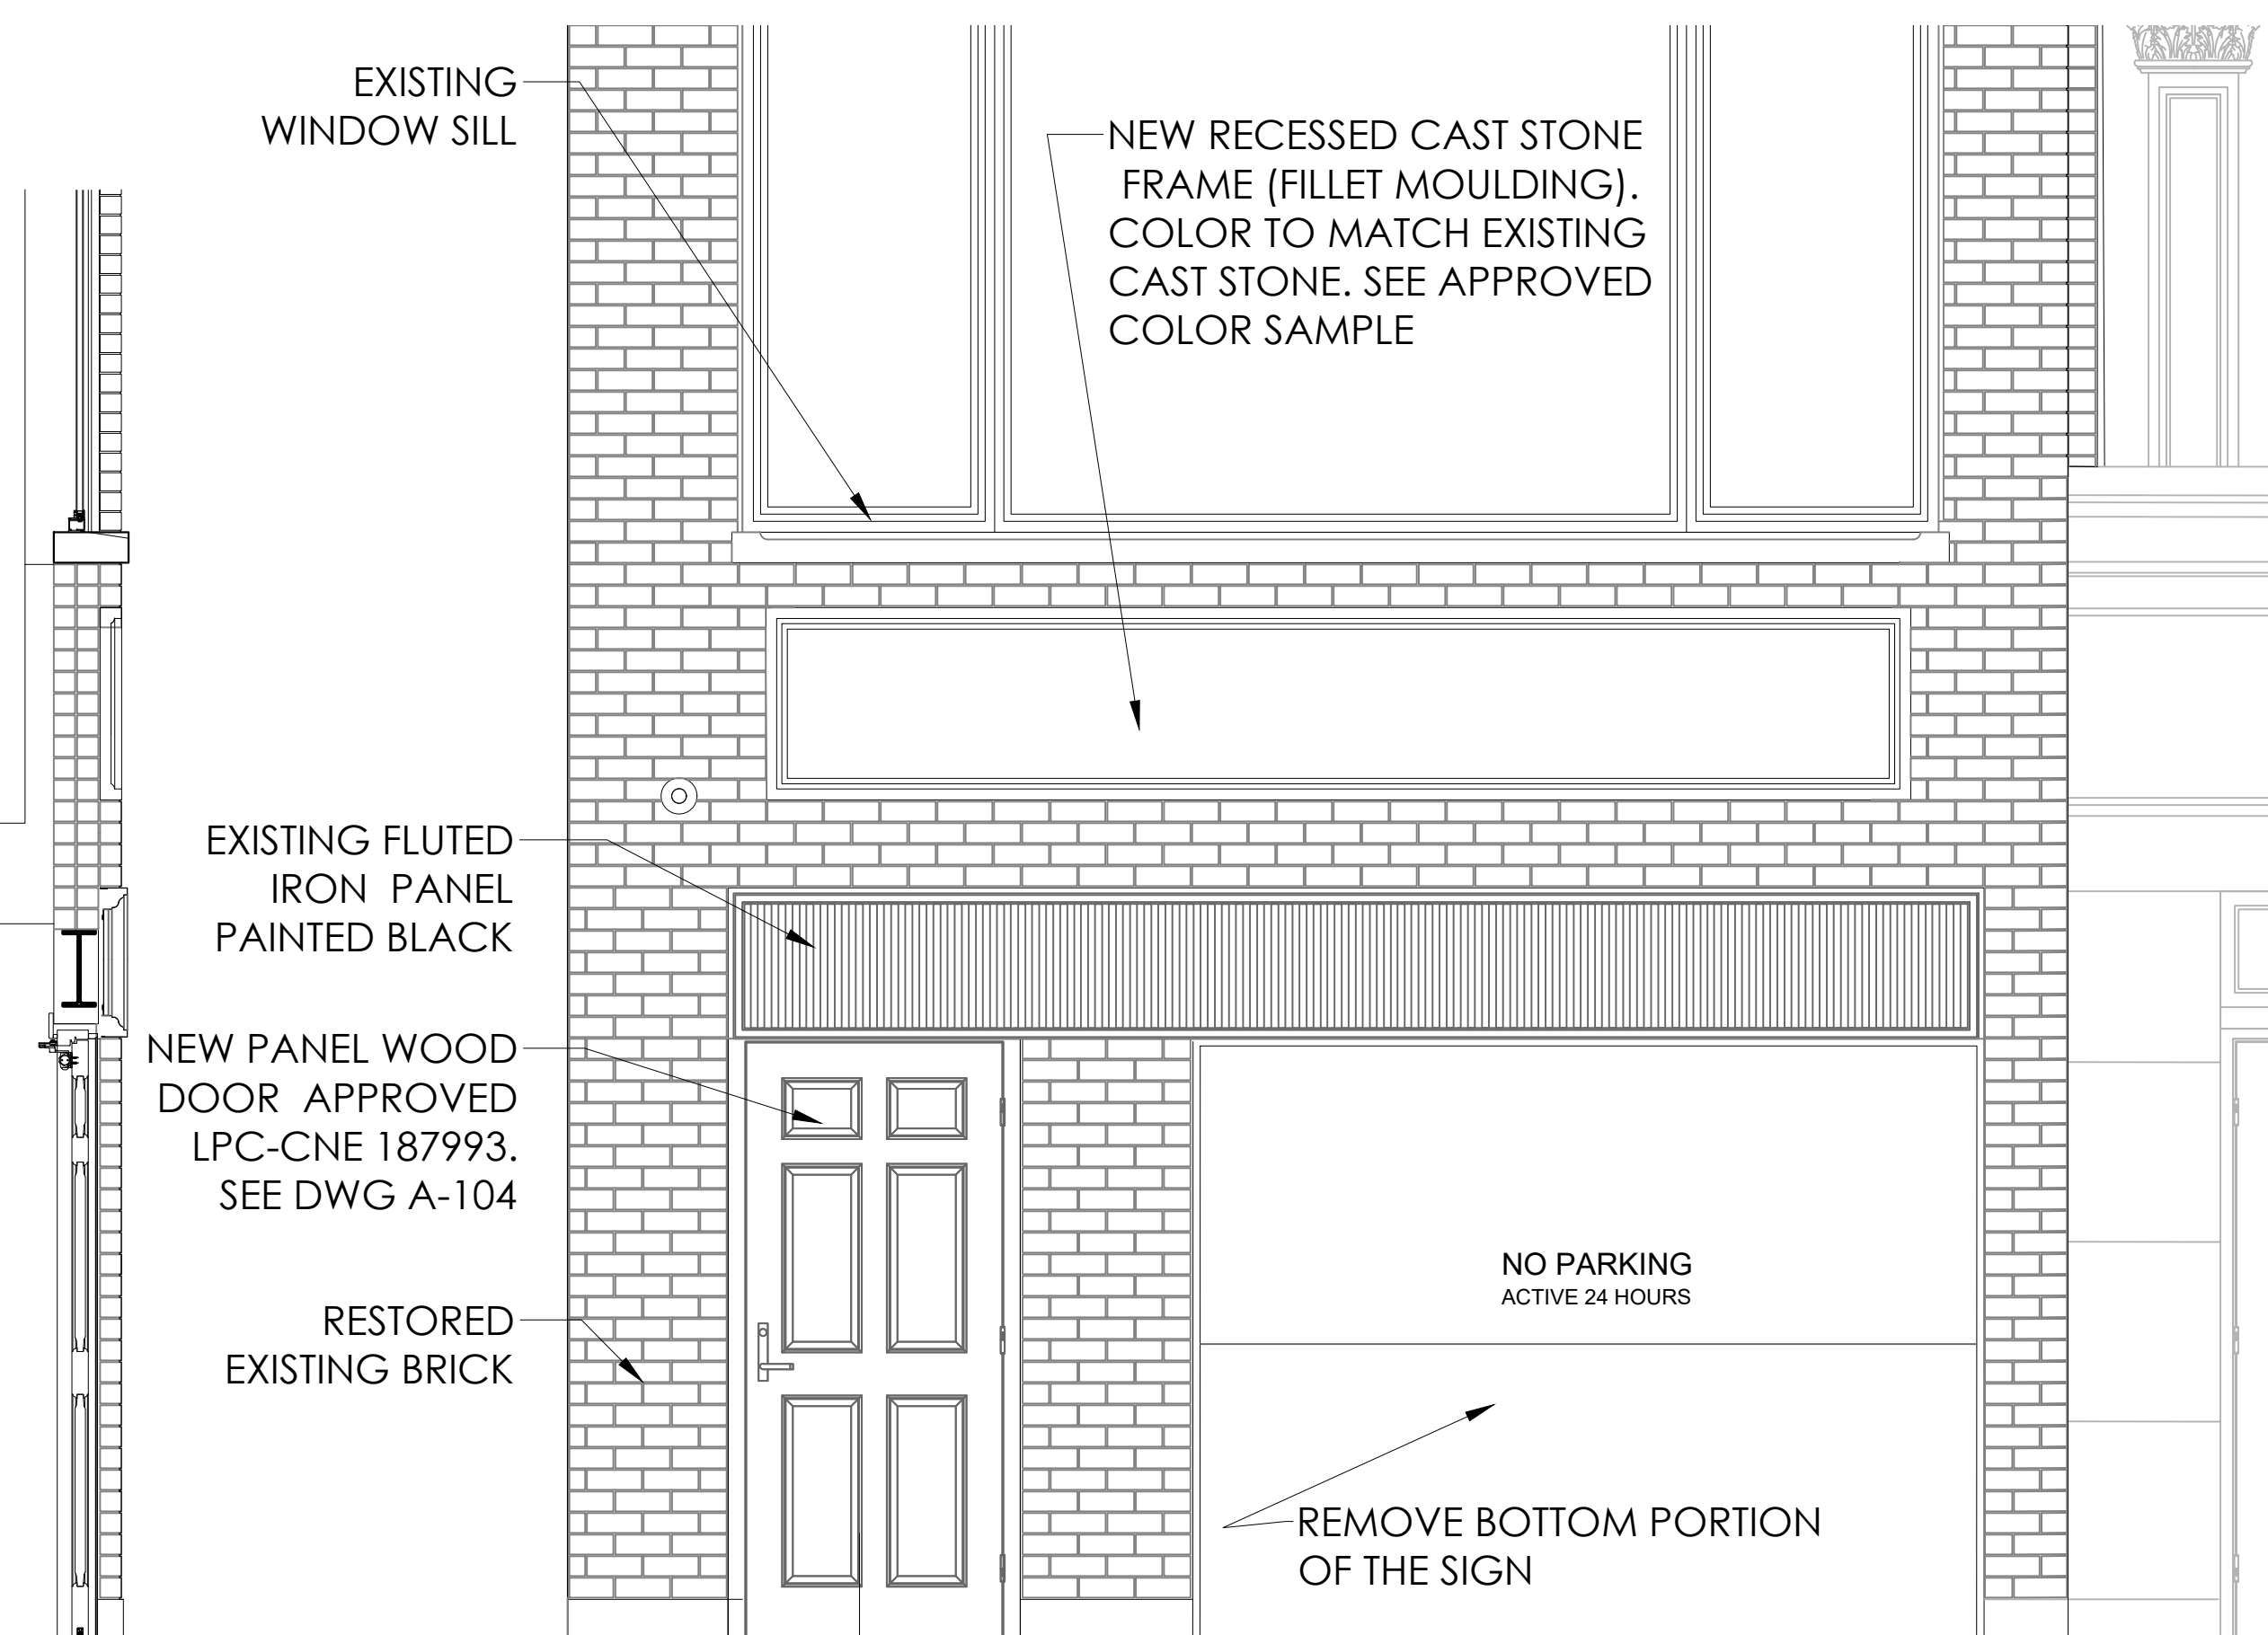 EXISTING
WINDOW SILL
NEW RECESSED CAST STONE
FRAME (FILLET MOULDING).
COLOR TO MATCH EXISTING
CAST STONE. SEE APPROVED
COLOR SAMPLE
EXISTING FLUTED
IRON PANEL
PAINTED BLACK
NEW PANEL WOOD
DOOR APPROVED
LPC-CNE 187993.
SEE DWG A-104
NO PARKING
ACTIVE 24 HOURS
RESTORED
EXISTING BRICK
REMOVE BOTTOM PORTION
OF THE SIGN